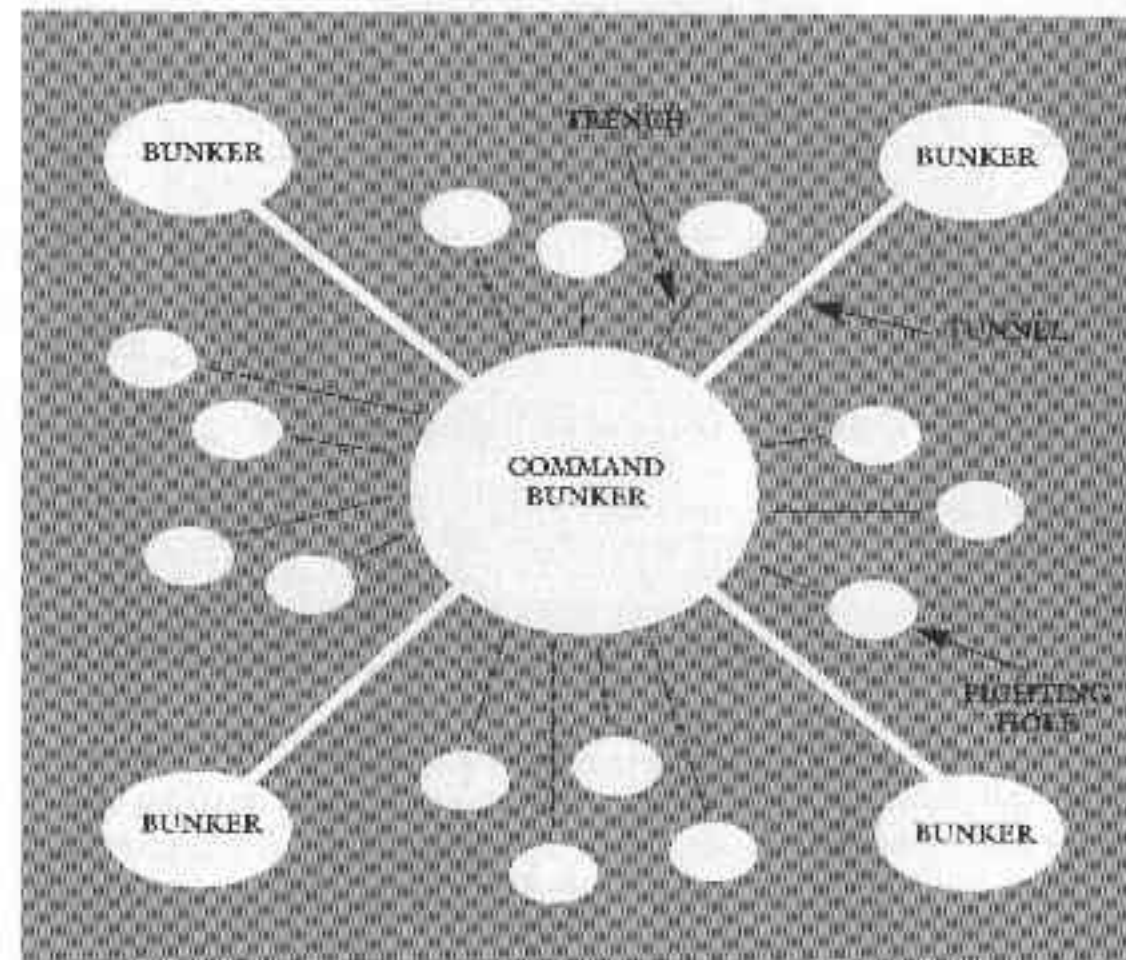 TRENCH
BUNKER
BUNKER
TUNNEL
COMMAND
BUNKER
FIGHTING
HOLE
BUNKER
BUNKER